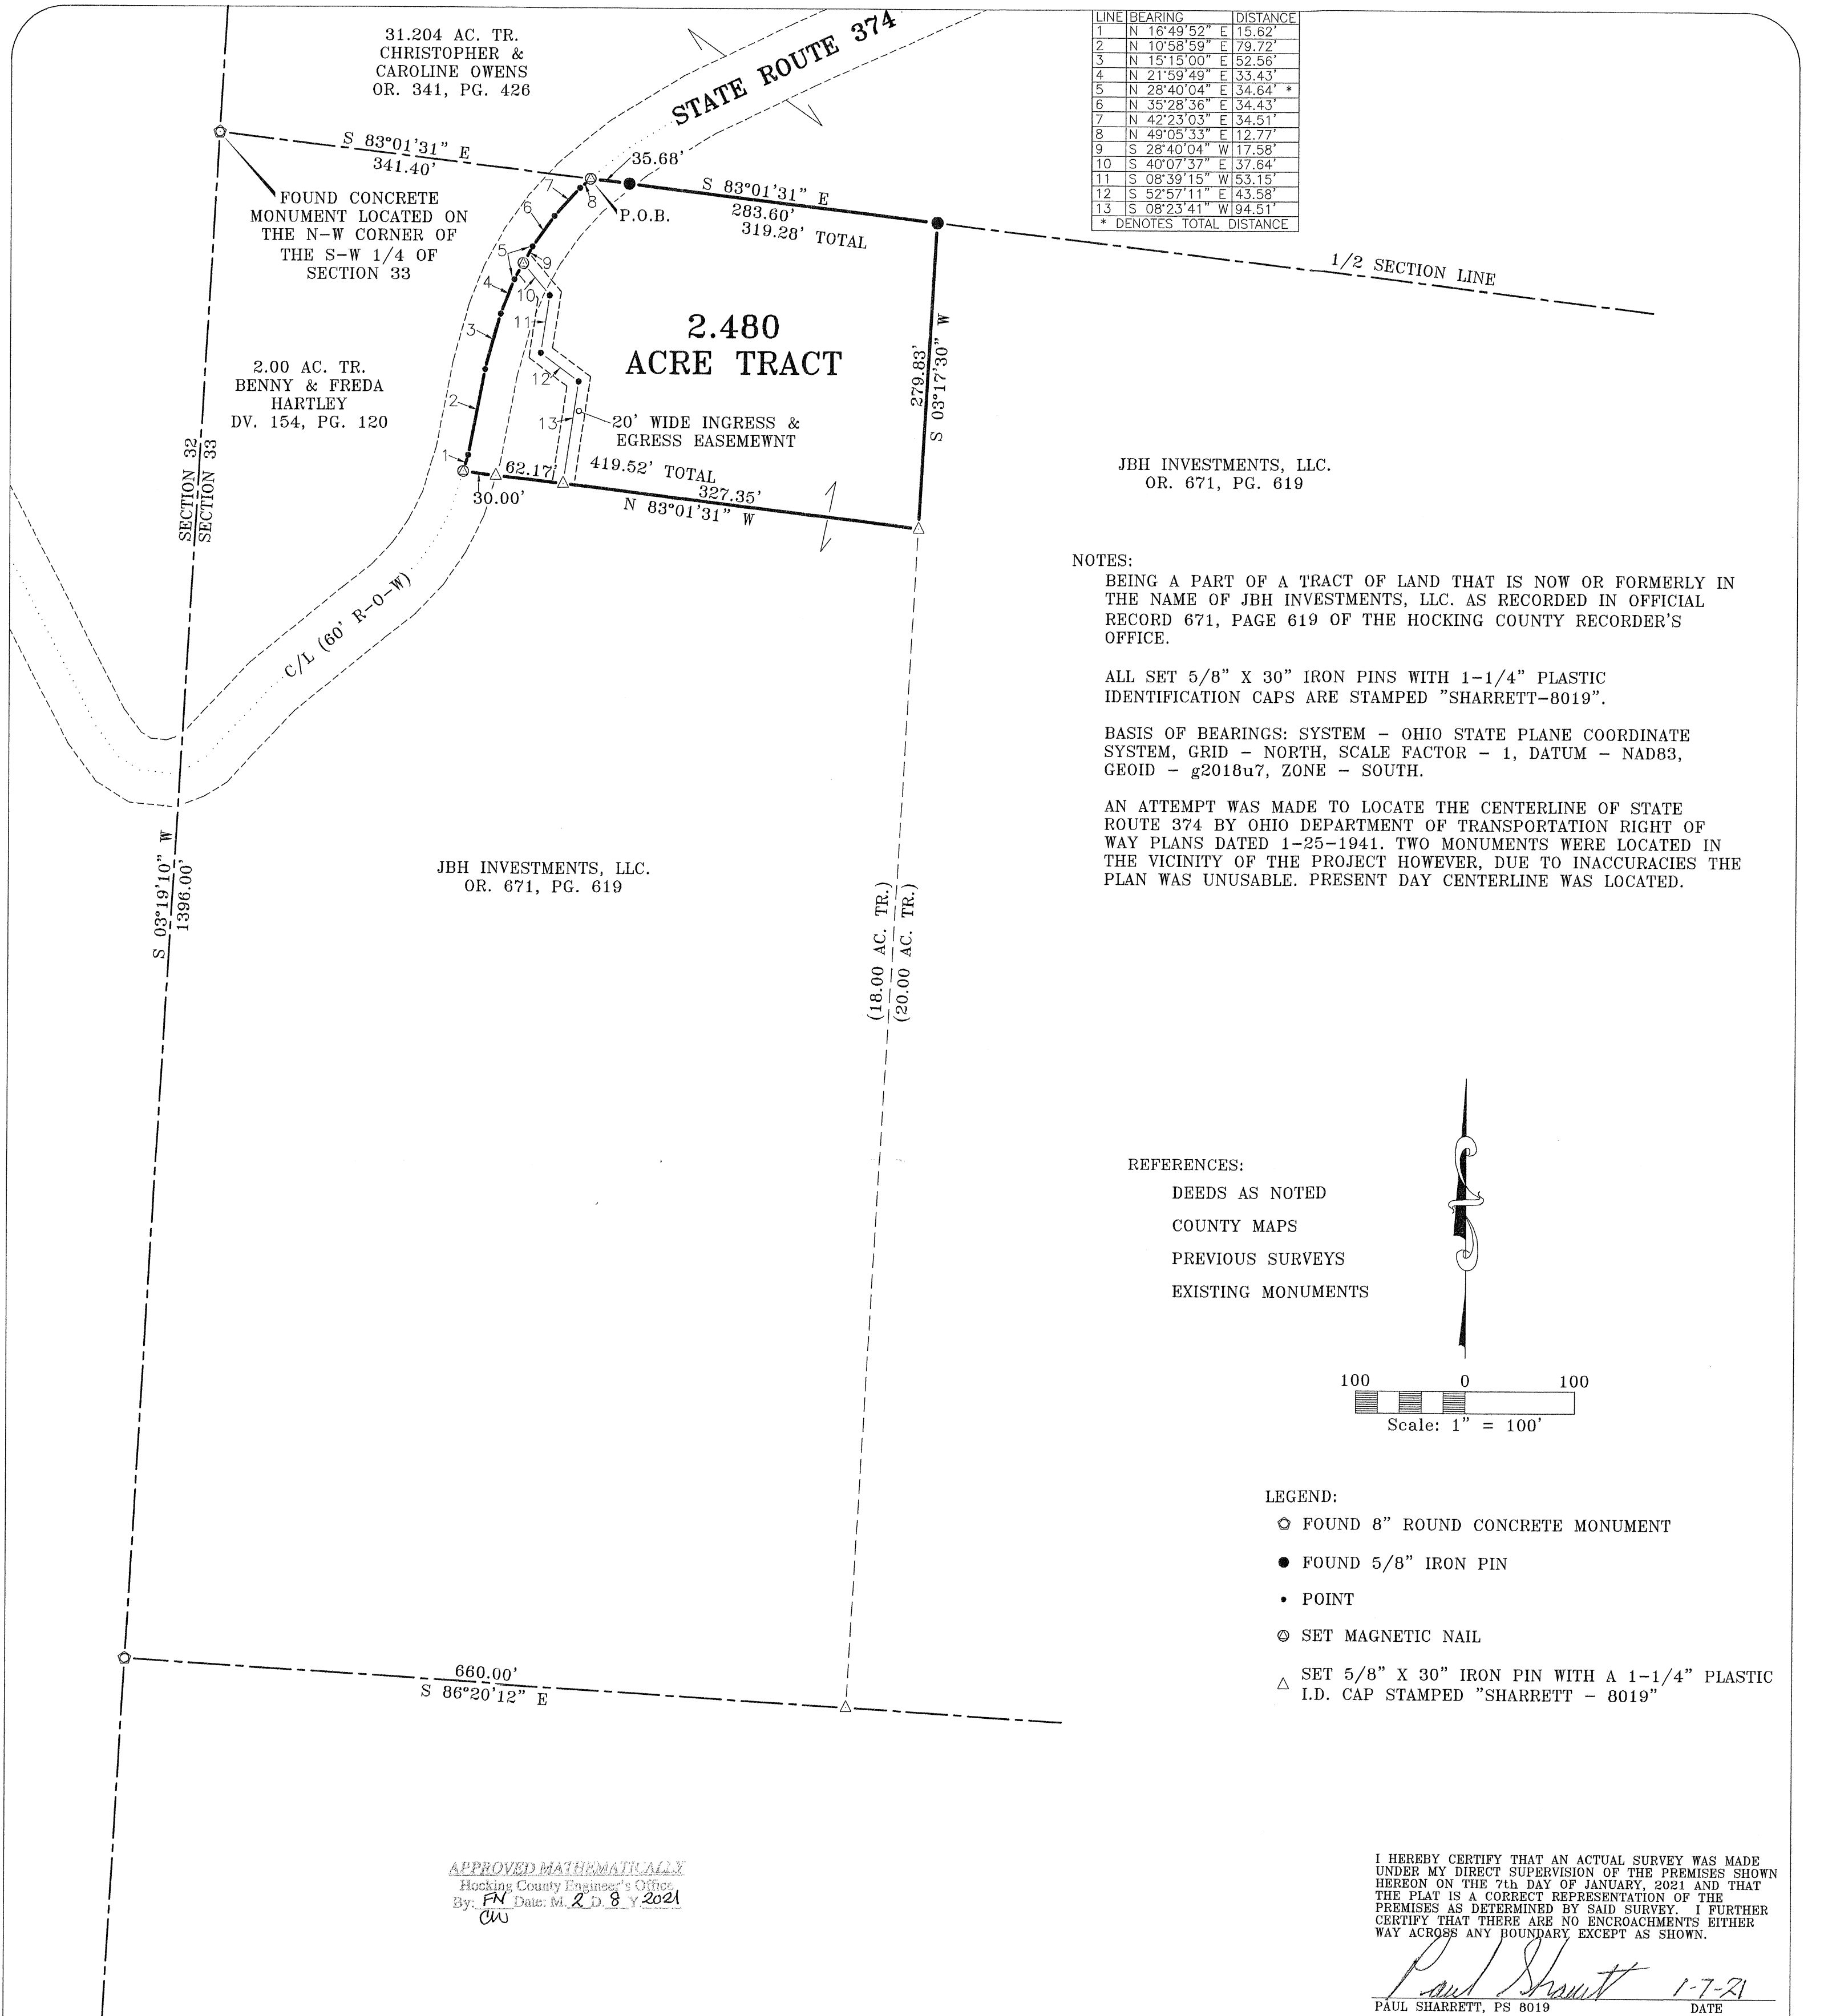 31.204 AC. TR.
CHRISTOPHER &
CAROLINE OWENS
OR. 341, PG. 426
STATE ROUTE 374
LINE BEARING DISTANCE
1 N 16°49'52" E 15.62'
2 N 10°58'59" E 79.72'
3 N 15°15'00" E 52.56'
4 N 21°59'49" E 33.43'
5 N 28°40'04" E 34.64' *
6 N 35°28'36" E 34.43'
7 N 42°23'03" E 34.51'
8 N 49°05'33" E 12.77'
9 S 28°40'04" W 17.58'
10 S 40°07'37" E 37.64'
11 S 08°39'15" W 53.15'
12 S 52°57'11" E 43.58'
13 S 08°23'41" W 94.51'
* DENOTES TOTAL DISTANCE
S 83°01'31" E
341.40'
35.68'
S 83°01'31" E
283.60'
319.28' TOTAL
FOUND CONCRETE
MONUMENT LOCATED ON
THE N-W CORNER OF
THE S-W 1/4 OF
SECTION 33
P.O.B.
1/2 SECTION LINE
7
8
6
5
9
4
10
3
11
12
2
13
1
2.480
ACRE TRACT
279.83'
S 03°17'30" W
2.00 AC. TR.
BENNY & FREDA
HARTLEY
DV. 154, PG. 120
20' WIDE INGRESS &
EGRESS EASEMEWNT
SECTION 32
SECTION 33
62.17'
419.52' TOTAL
30.00'
327.35'
N 83°01'31" W
JBH INVESTMENTS, LLC.
OR. 671, PG. 619
C/L (60' R-O-W)
NOTES:
BEING A PART OF A TRACT OF LAND THAT IS NOW OR FORMERLY IN
THE NAME OF JBH INVESTMENTS, LLC. AS RECORDED IN OFFICIAL
RECORD 671, PAGE 619 OF THE HOCKING COUNTY RECORDER'S
OFFICE.
ALL SET 5/8" X 30" IRON PINS WITH 1-1/4" PLASTIC
IDENTIFICATION CAPS ARE STAMPED "SHARRETT-8019".
BASIS OF BEARINGS: SYSTEM - OHIO STATE PLANE COORDINATE
SYSTEM, GRID - NORTH, SCALE FACTOR - 1, DATUM - NAD83,
GEOID - g2018u7, ZONE - SOUTH.
AN ATTEMPT WAS MADE TO LOCATE THE CENTERLINE OF STATE
ROUTE 374 BY OHIO DEPARTMENT OF TRANSPORTATION RIGHT OF
WAY PLANS DATED 1-25-1941. TWO MONUMENTS WERE LOCATED IN
THE VICINITY OF THE PROJECT HOWEVER, DUE TO INACCURACIES THE
PLAN WAS UNUSABLE. PRESENT DAY CENTERLINE WAS LOCATED.
S 03°19'10" W
1396.00'
JBH INVESTMENTS, LLC.
OR. 671, PG. 619
(18.00 AC. TR.)
(20.00 AC. TR.)
REFERENCES:
DEEDS AS NOTED
COUNTY MAPS
PREVIOUS SURVEYS
EXISTING MONUMENTS
100 0 100
Scale: 1" = 100'
LEGEND:
FOUND 8" ROUND CONCRETE MONUMENT
FOUND 5/8" IRON PIN
POINT
SET MAGNETIC NAIL
SET 5/8" X 30" IRON PIN WITH A 1-1/4" PLASTIC
I.D. CAP STAMPED "SHARRETT - 8019"
660.00'
S 86°20'12" E
APPROVED MATHEMATICALLY
Hocking County Engineer's Office
By: FN Date: M. 2 D. 8 Y. 2021
CW
I HEREBY CERTIFY THAT AN ACTUAL SURVEY WAS MADE
UNDER MY DIRECT SUPERVISION OF THE PREMISES SHOWN
HEREON ON THE 7th DAY OF JANUARY, 2021 AND THAT
THE PLAT IS A CORRECT REPRESENTATION OF THE
PREMISES AS DETERMINED BY SAID SURVEY. I FURTHER
CERTIFY THAT THERE ARE NO ENCROACHMENTS EITHER
WAY ACROSS ANY BOUNDARY EXCEPT AS SHOWN.
Paul Sharrett 1-7-21
PAUL SHARRETT, PS 8019 DATE